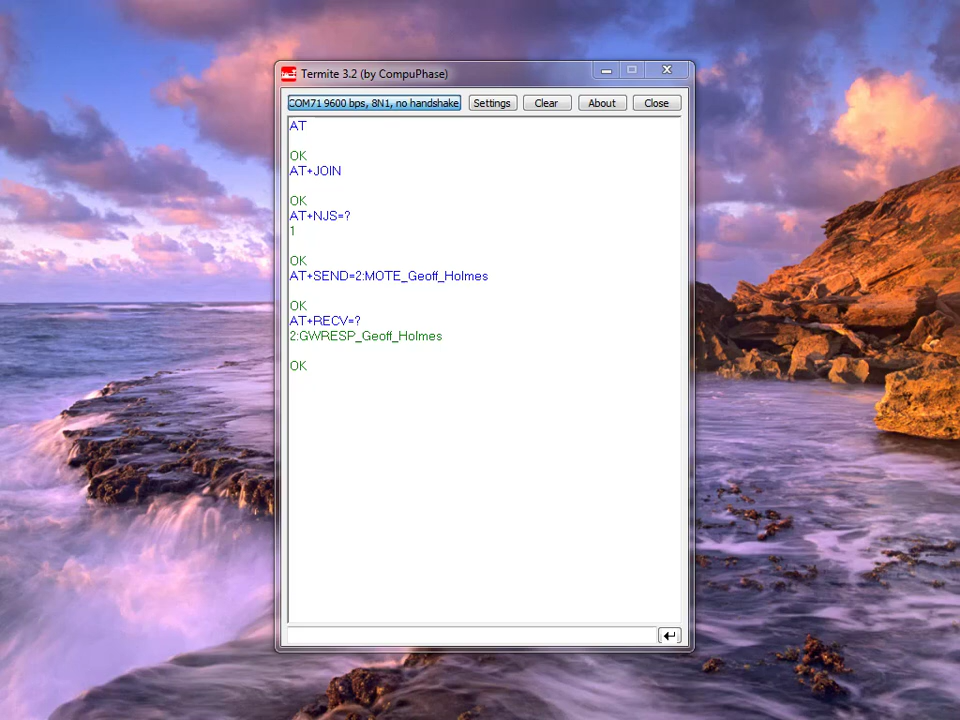 Termite 3.2 (by CompuPhase)
COM71 9600 bps, 8N1, no handshake Settings Clear About Close
AT
OK
AT+JOIN
OK
AT+NJS=?
1
OK
AT+SEND=2:MOTE_Geoff_Holmes
OK
AT+RECV=?
2:GWRESP_Geoff_Holmes
OK